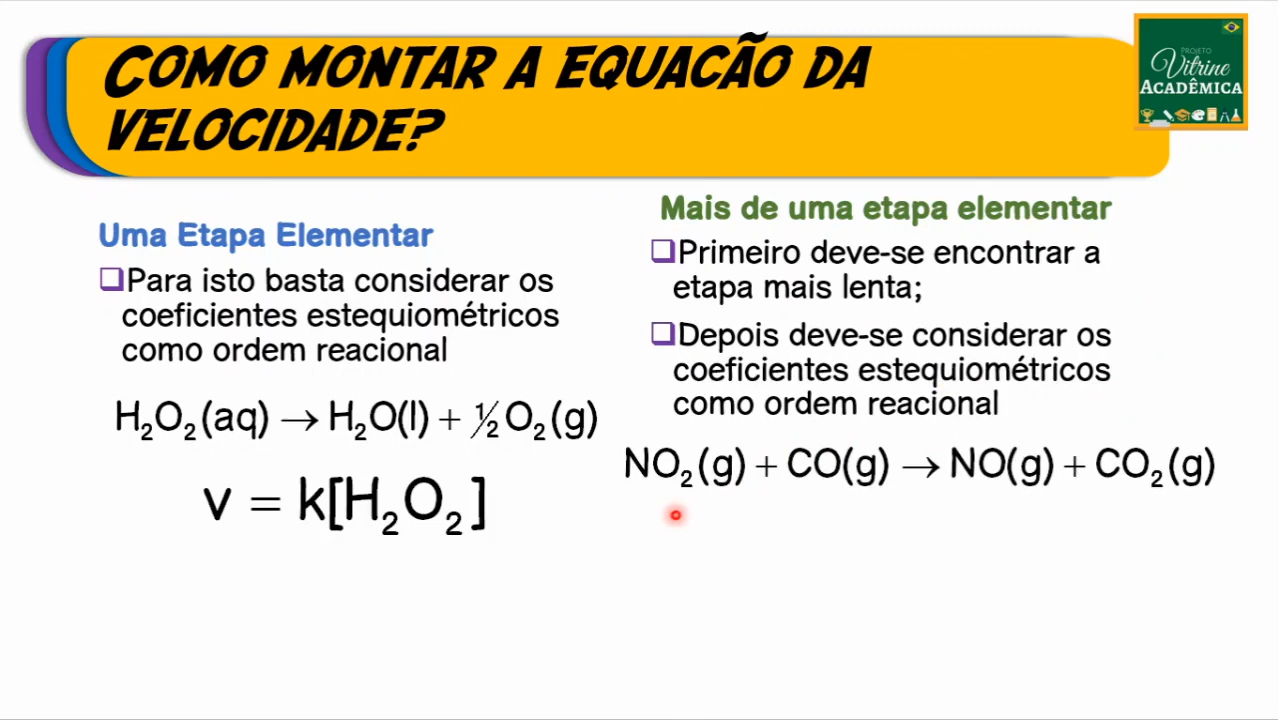 COMO MONTAR A EQUACÃO DA
VELOCIDADE?
PROJETO
Vitrine
ACADÊMICA
Uma Etapa Elementar
❑Para isto basta considerar os
coeficientes estequiométricos
como ordem reacional
H₂O₂(aq) → H₂O(l) + ½O₂(g)
v = k[H₂O₂]
Mais de uma etapa elementar
❑Primeiro deve-se encontrar a
etapa mais lenta;
❑Depois deve-se considerar os
coeficientes estequiométricos
como ordem reacional
NO₂(g) + CO(g) → NO(g) + CO₂(g)